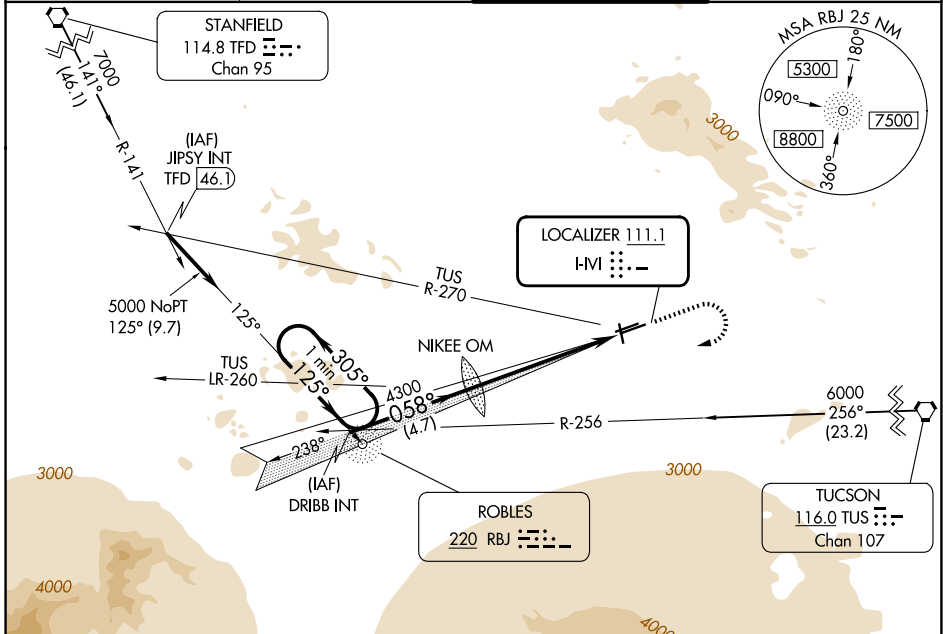 STANFIELD
114.8 TFD
Chan 95
7000
141°
(46.1)
R-141
(IAF)
JIPSY INT
TFD 46.1
5000 NoPT
125° (9.7)
125°
TUS
R-270
LOCALIZER 111.1
I-IVI
MSA RBJ 25 NM
180°
5300
090°
7500
8800
360°
3000
NIKEE OM
1 min
305°
125°
TUS
LR-260
4300
058°
(4.7)
238°
R-256
6000
256°
(23.2)
(IAF)
DRIBB INT
ROBLES
220 RBJ
TUCSON
116.0 TUS
Chan 107
3000
3000
4000
4000